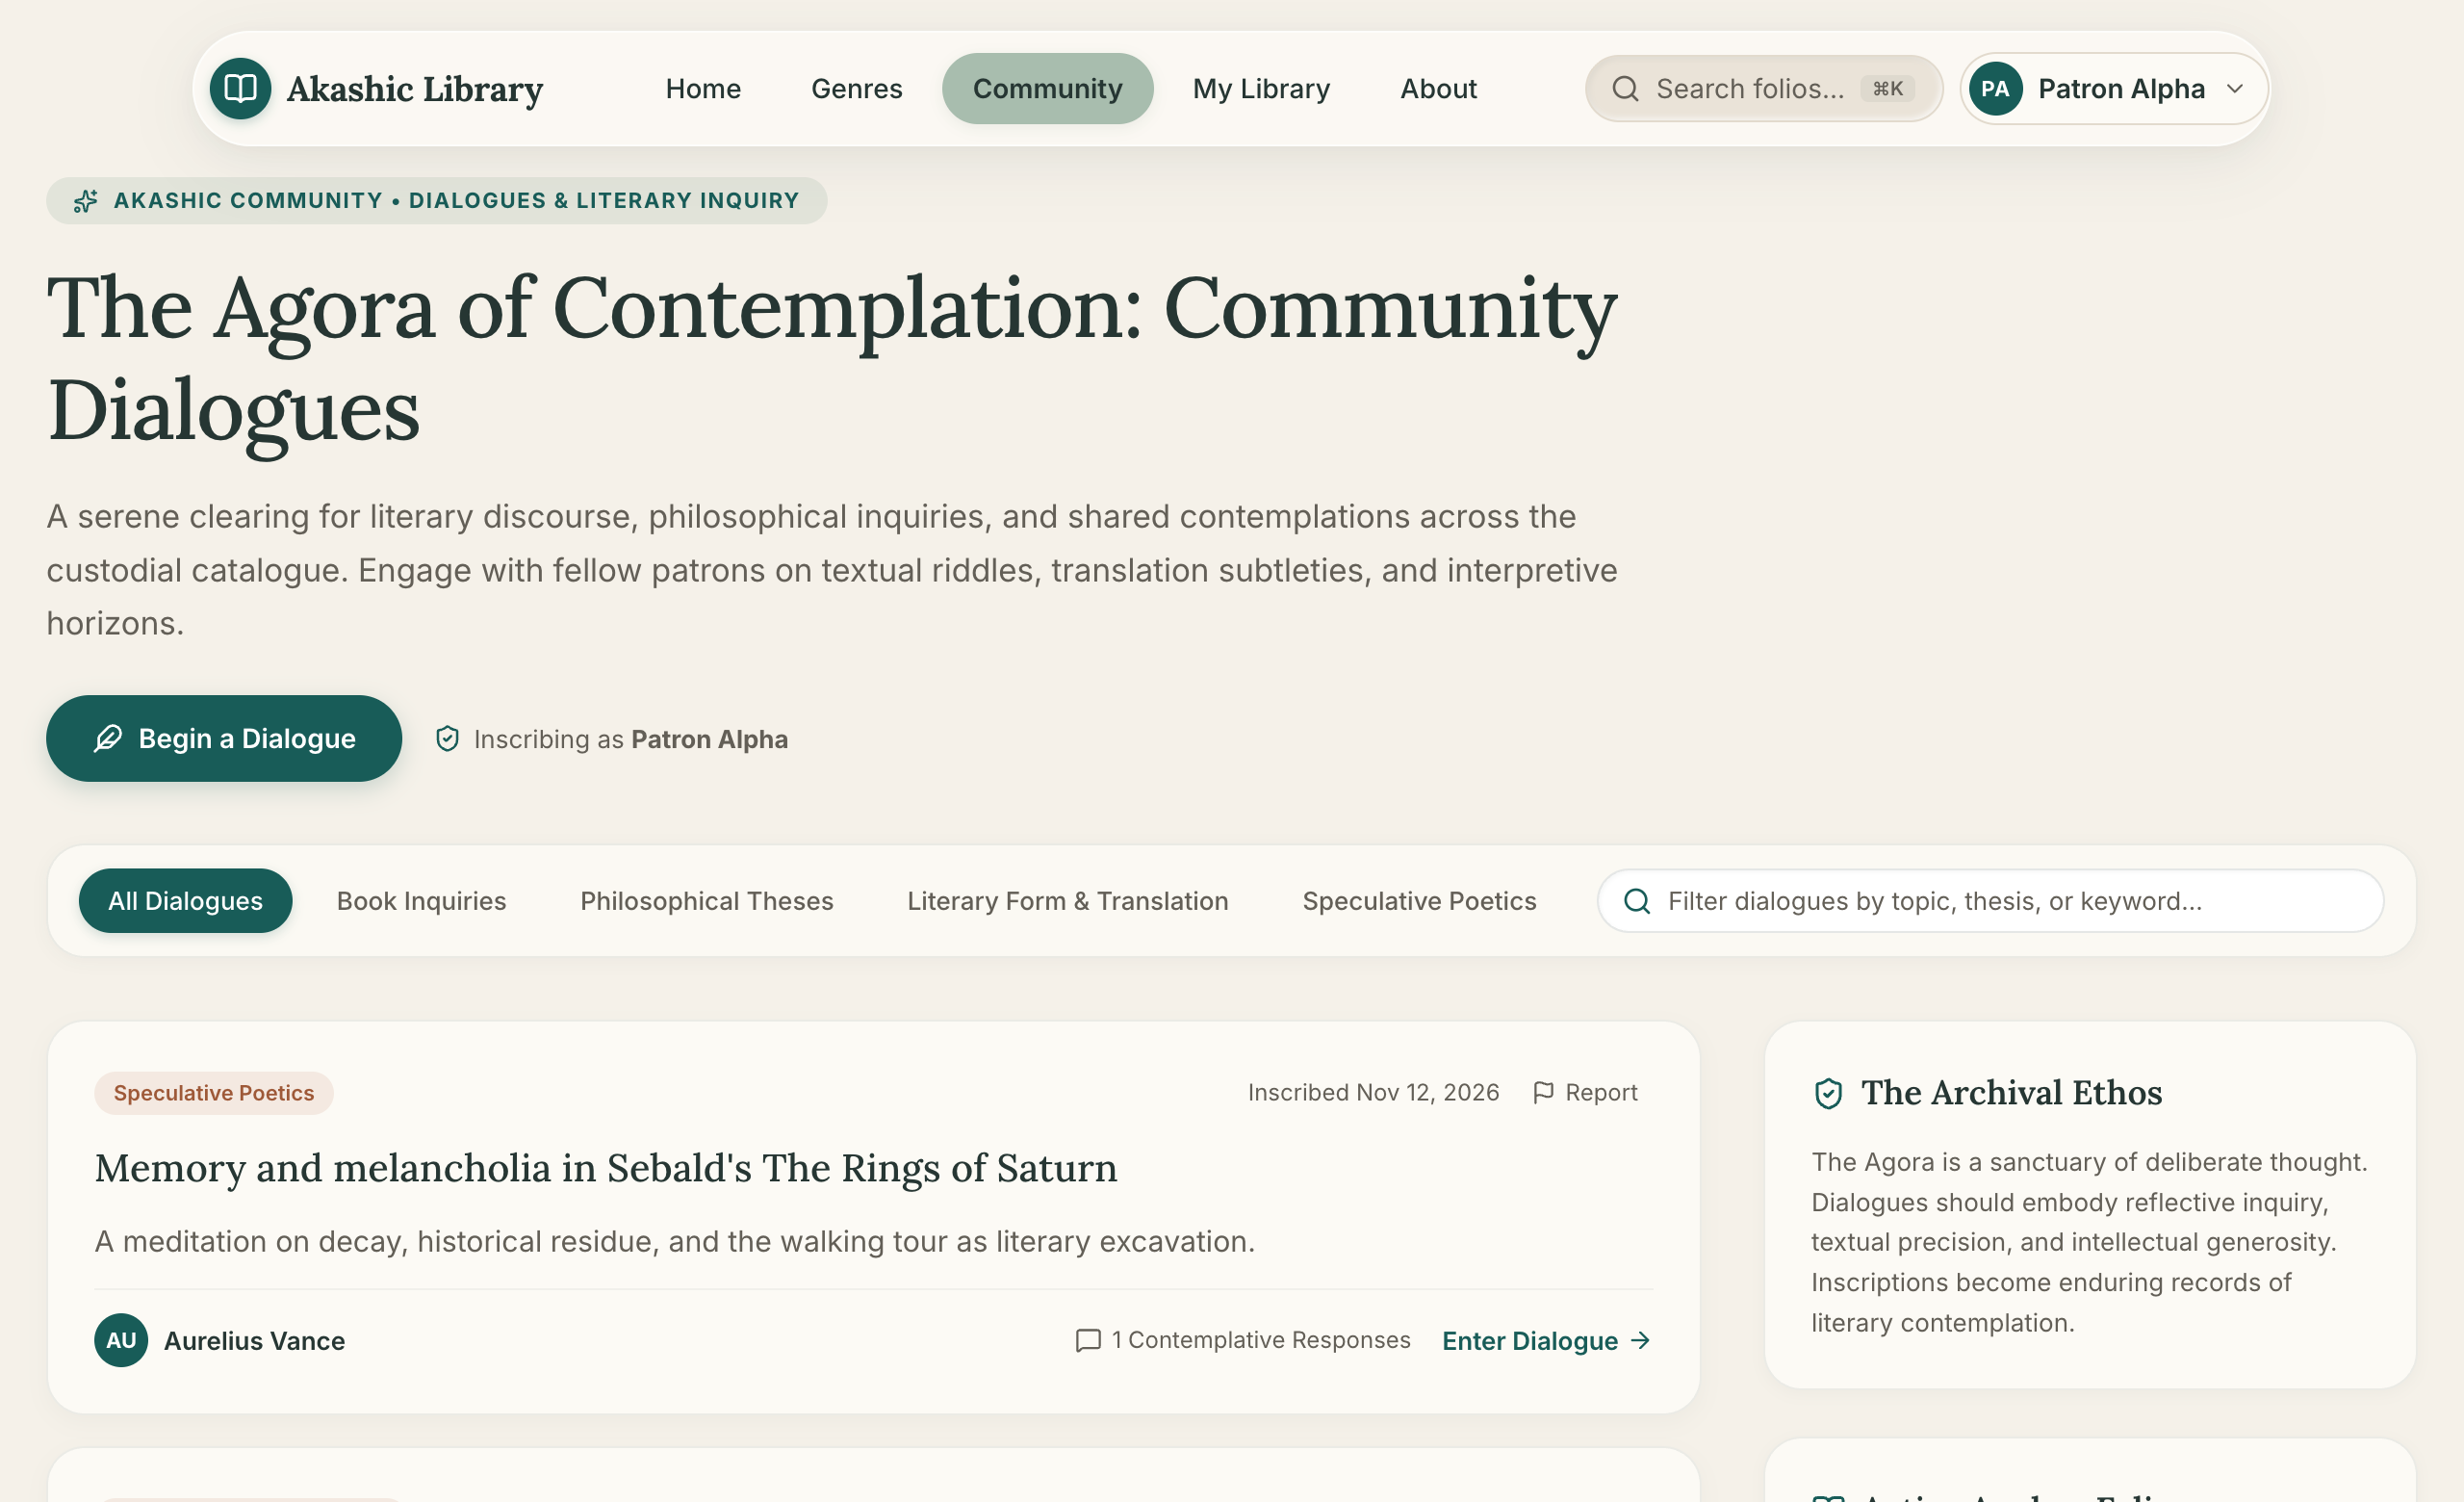 Akashic Library
Home
Genres
Community
My Library
About
Search folios...
⌘K
PA
Patron Alpha
AKASHIC COMMUNITY • DIALOGUES & LITERARY INQUIRY
The Agora of Contemplation: Community
Dialogues
A serene clearing for literary discourse, philosophical inquiries, and shared contemplations across the
custodial catalogue. Engage with fellow patrons on textual riddles, translation subtleties, and interpretive
horizons.
Begin a Dialogue
Inscribing as Patron Alpha
All Dialogues
Book Inquiries
Philosophical Theses
Literary Form & Translation
Speculative Poetics
Filter dialogues by topic, thesis, or keyword...
Speculative Poetics
Inscribed Nov 12, 2026
Report
Memory and melancholia in Sebald's The Rings of Saturn
A meditation on decay, historical residue, and the walking tour as literary excavation.
AU
Aurelius Vance
1 Contemplative Responses
Enter Dialogue →
The Archival Ethos
The Agora is a sanctuary of deliberate thought.
Dialogues should embody reflective inquiry,
textual precision, and intellectual generosity.
Inscriptions become enduring records of
literary contemplation.